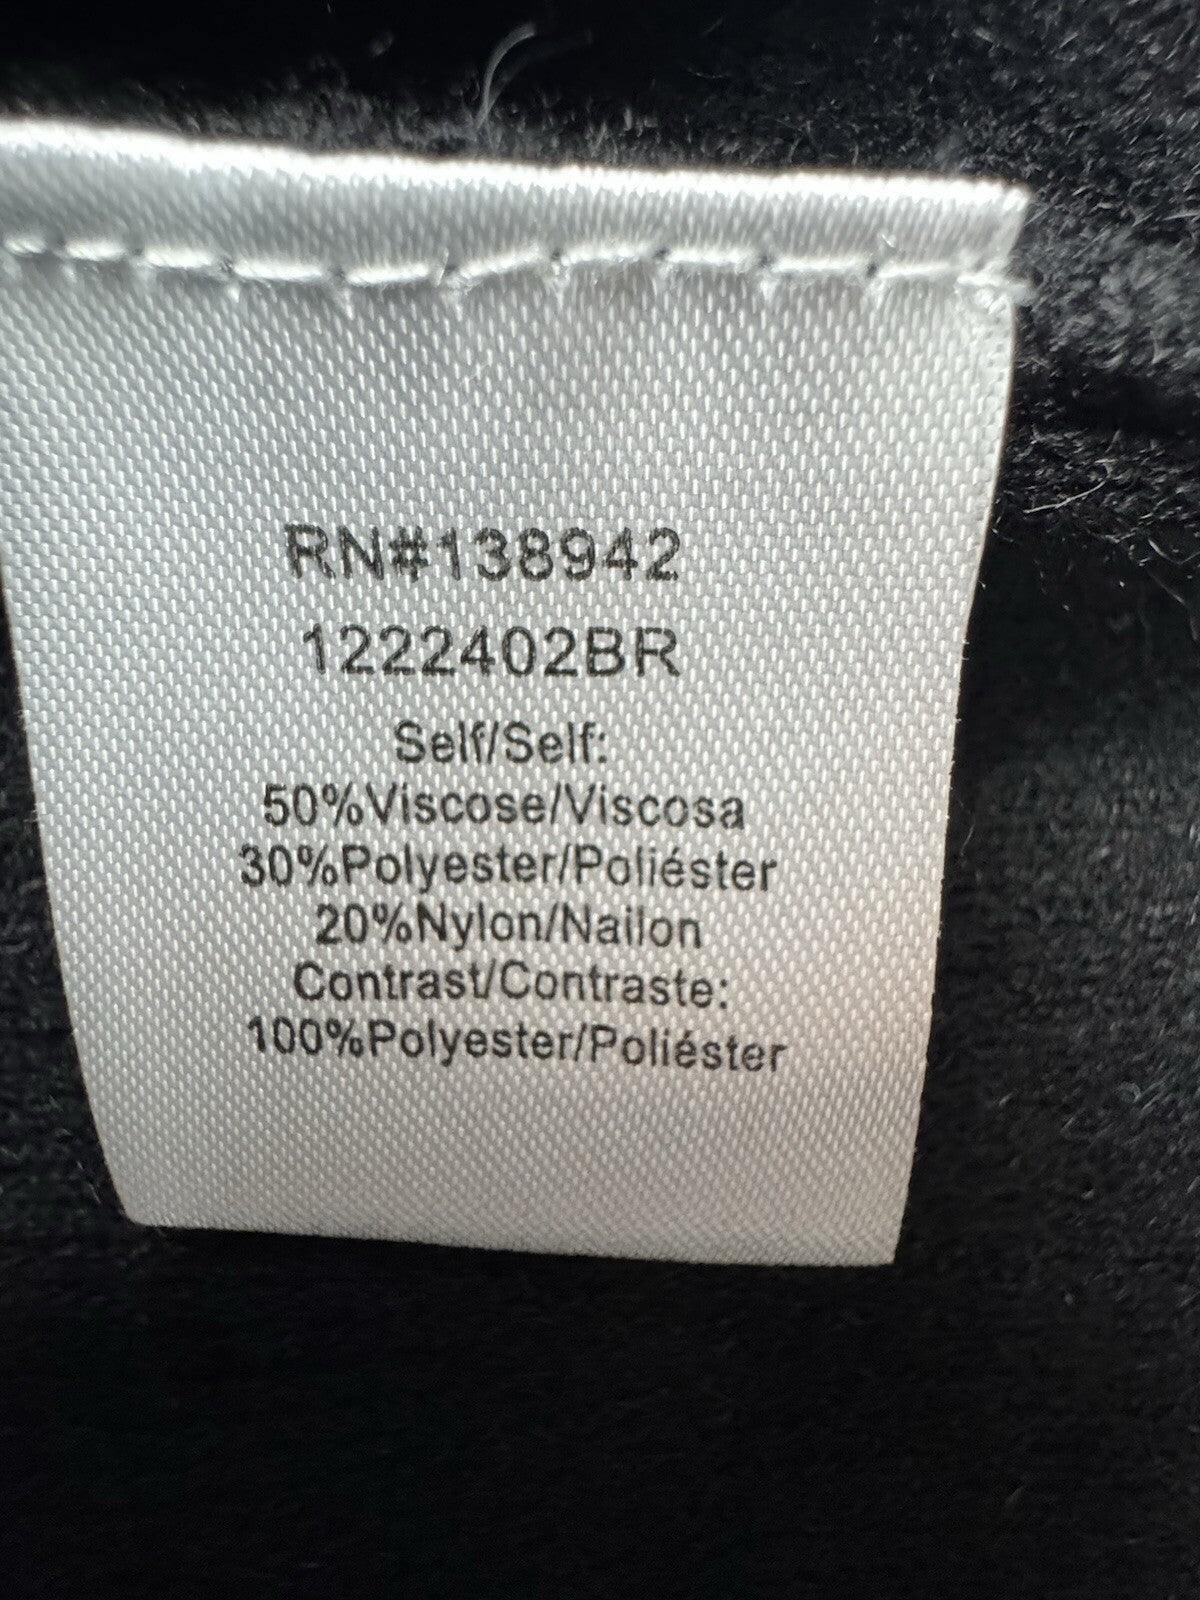 RN#138942
1222402BR
Self/Self:
50%Viscose/Viscosa
30%Polyester/Poliéster
20%Nylon/Nailon
Contrast/Contraste:
100%Polyester/Poliéster